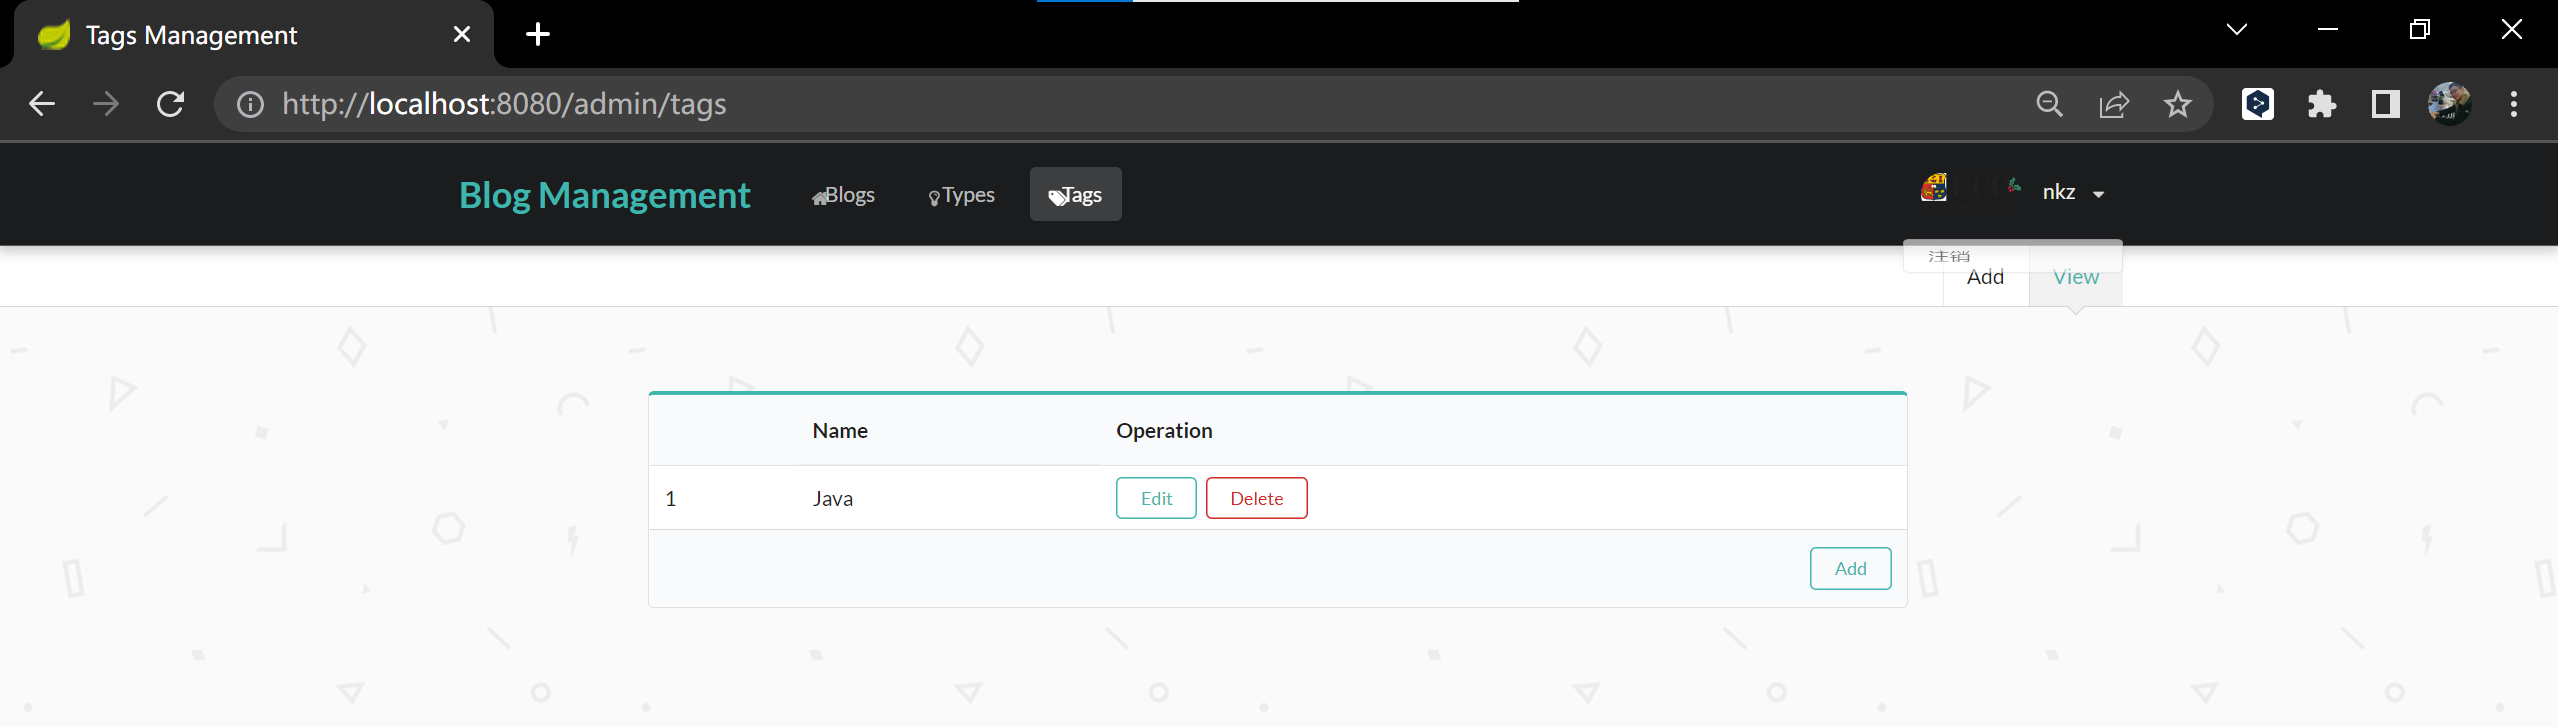 Tags Management
http://localhost:8080/admin/tags
Blog Management Blogs Types Tags nkz
注销
Add View
Name Operation
1 Java Edit Delete
Add